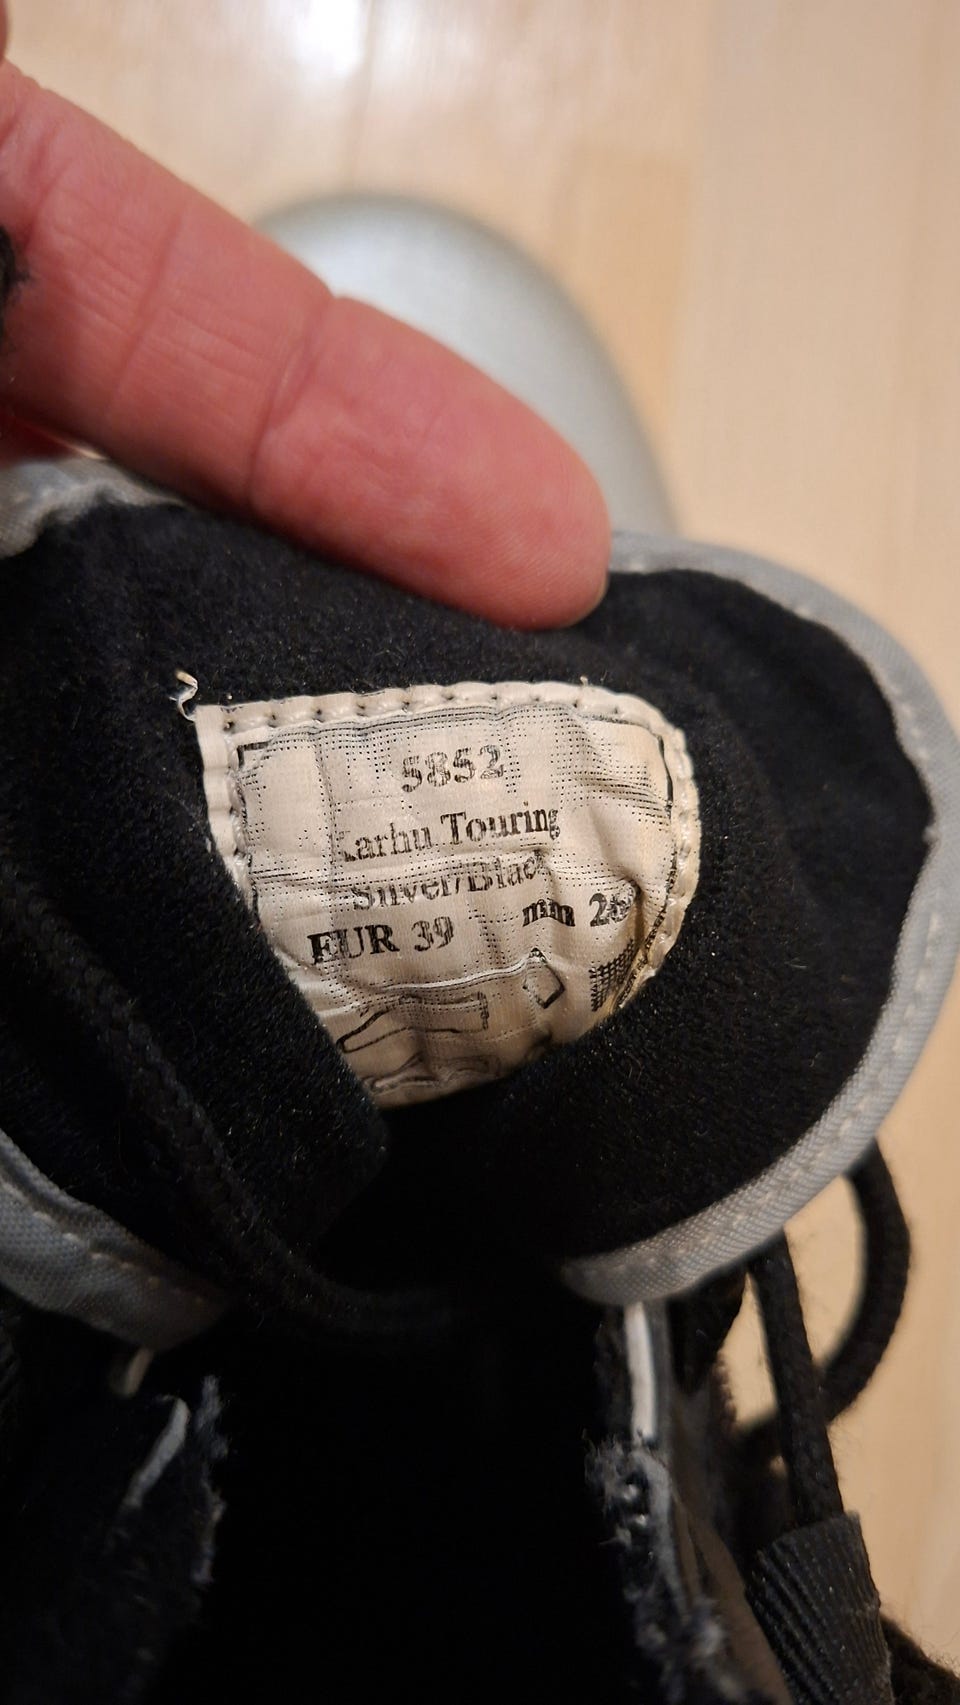 5852
Karhu Touring
Silver/Black
EUR 39 mm